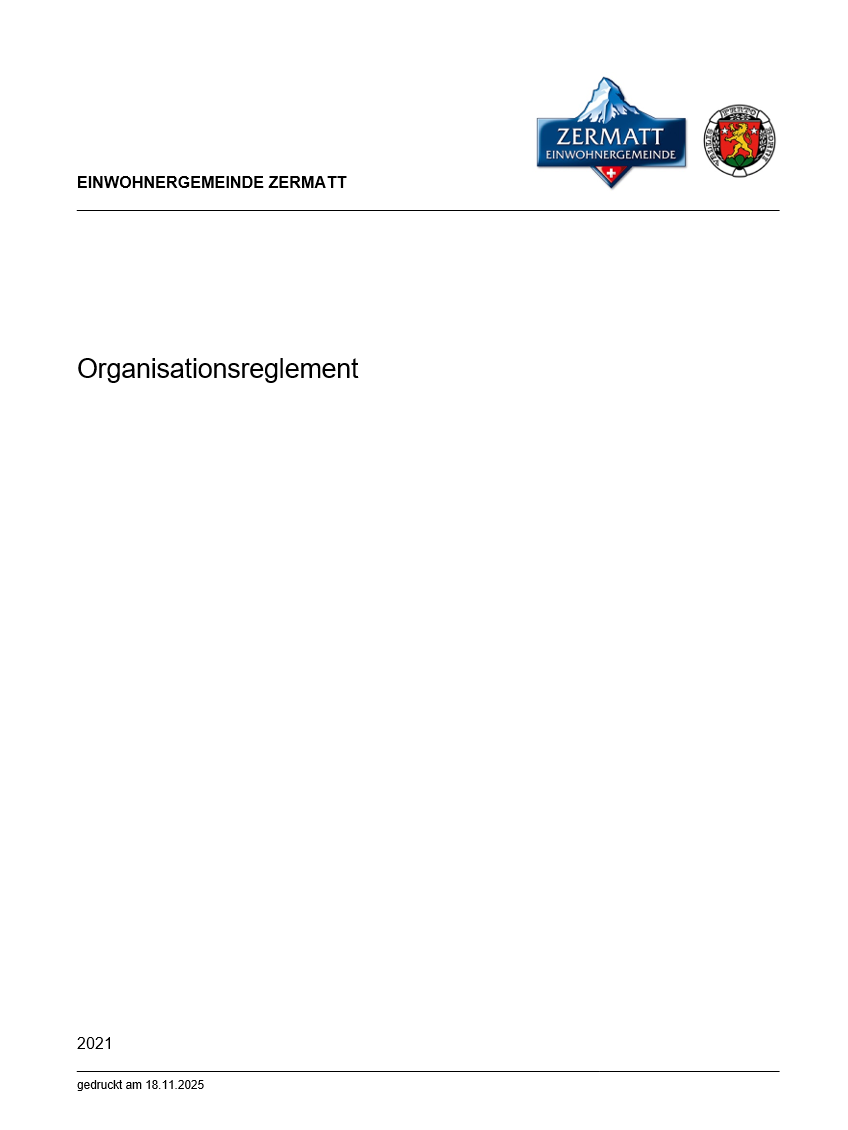 ZERMATT
EINWOHNERGEMEINDE
EINWOHNERGEMEINDE ZERMATT
Organisationsreglement
2021
gedruckt am 18.11.2025